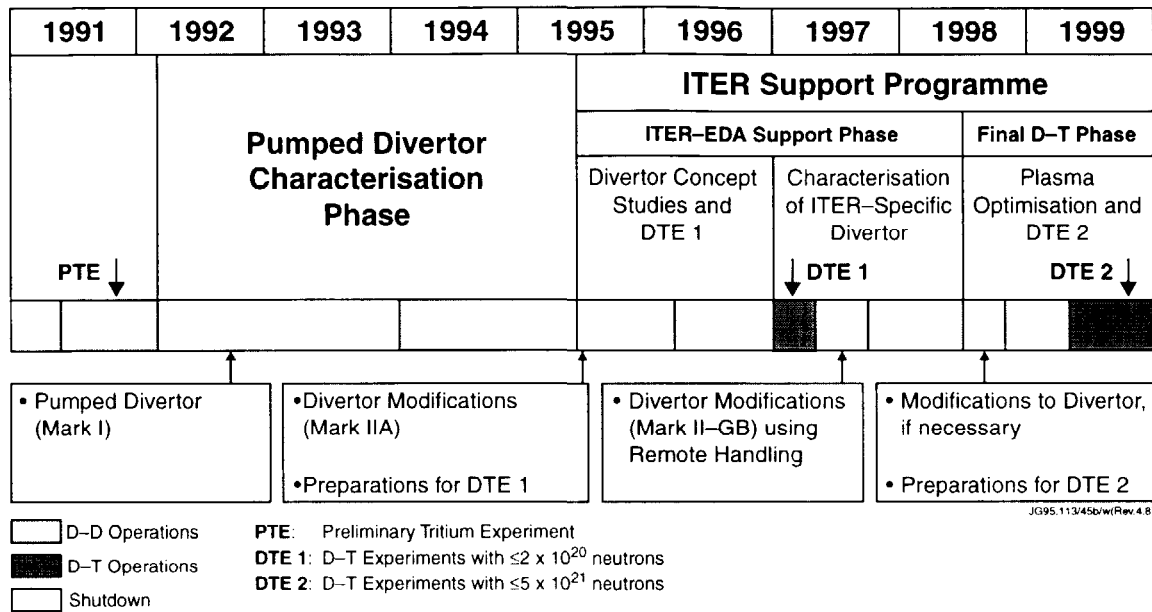 1991 1992 1993 1994 1995 1996 1997 1998 1999
ITER Support Programme
Pumped Divertor
Characterisation
Phase
ITER–EDA Support Phase
Final D–T Phase
Divertor Concept
Studies and
DTE 1
Characterisation
of ITER–Specific
Divertor
Plasma
Optimisation and
DTE 2
PTE
DTE 1
DTE 2
• Pumped Divertor
(Mark I)
•Divertor Modifications
(Mark IIA)
•Preparations for DTE 1
• Divertor Modifications
(Mark II–GB) using
Remote Handling
• Modifications to Divertor,
if necessary
• Preparations for DTE 2
JG95.113/45b/w(Rev.4.8
D–D Operations
D–T Operations
Shutdown
PTE: Preliminary Tritium Experiment
DTE 1: D–T Experiments with ≤2 x 10²⁰ neutrons
DTE 2: D–T Experiments with ≤5 x 10²¹ neutrons